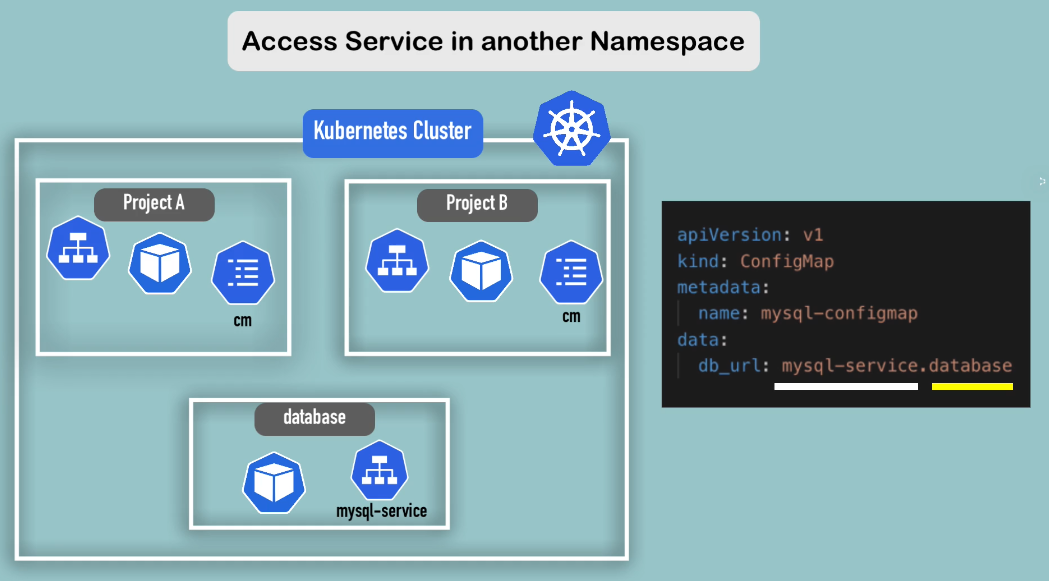 Access Service in another Namespace
Kubernetes Cluster
Project A
cm
Project B
cm
database
mysql-service
apiVersion: v1
kind: ConfigMap
metadata:
  name: mysql-configmap
data:
  db_url: mysql-service.database